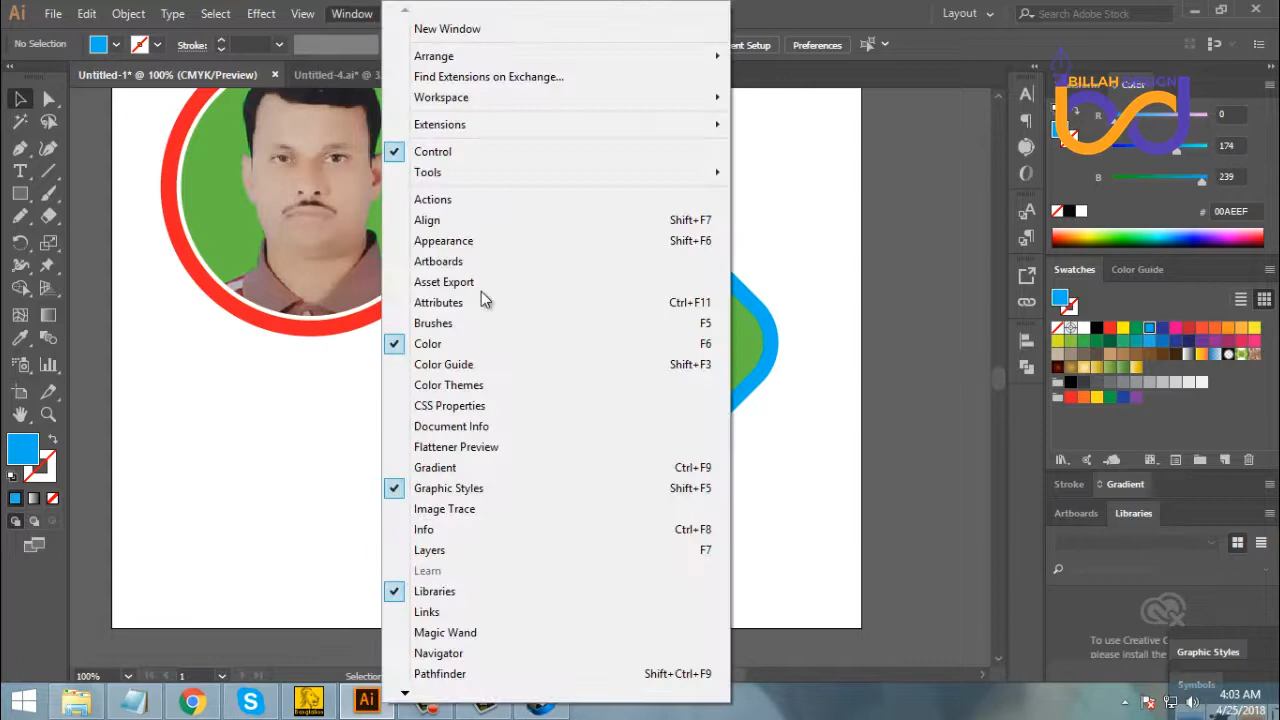 Ai File Edit Object Type Select Effect Window Layout Search Adobe Stock
No Selection Stroke: Preferences
Untitled-1* @ 100% (CMYK/Preview) × Untitled-4.ai* @ 3
New Window
Arrange
Find Extensions on Exchange...
Workspace
Extensions
Control
Tools
Actions
Align Shift+F7
Appearance Shift+F6
Artboards
Asset Export
Attributes Ctrl+F11
Brushes F5
Color F6
Color Guide Shift+F3
Color Themes
CSS Properties
Document Info
Flattener Preview
Gradient Ctrl+F9
Graphic Styles Shift+F5
Image Trace
Info Ctrl+F8
Layers F7
Learn
Libraries
Links
Magic Wand
Navigator
Pathfinder Shift+Ctrl+F9
BILLAH DESIGN
Color
R 0
174
B 239
# 00AEEF
Swatches Color Guide
Stroke Gradient
Artboards Libraries
To use Creative C
please install the
Graphic Styles
Symbols
100% 1 Selection
4:03 AM
4/25/2018